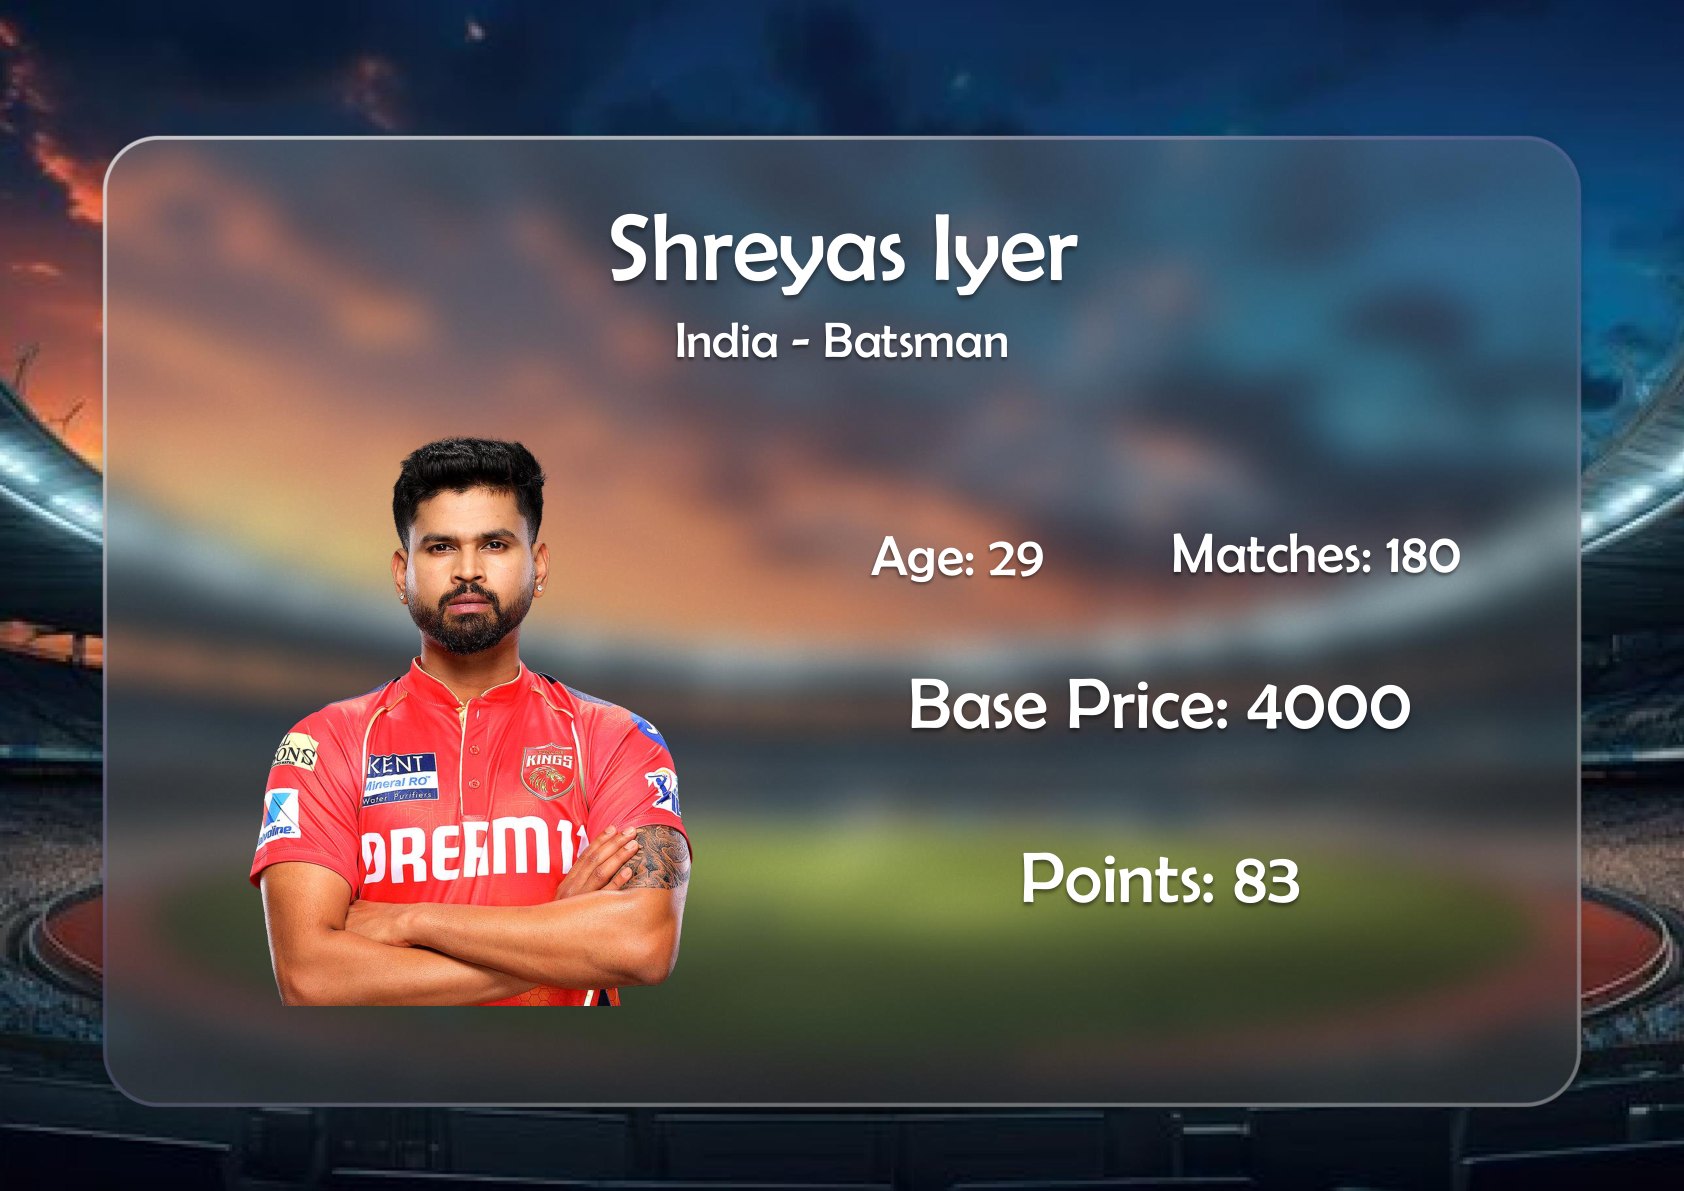 Shreyas Iyer
India - Batsman
Age: 29
Matches: 180
Base Price: 4000
Points: 83
KENT
Mineral RO
Water Purifiers
KINGS
DREAM11